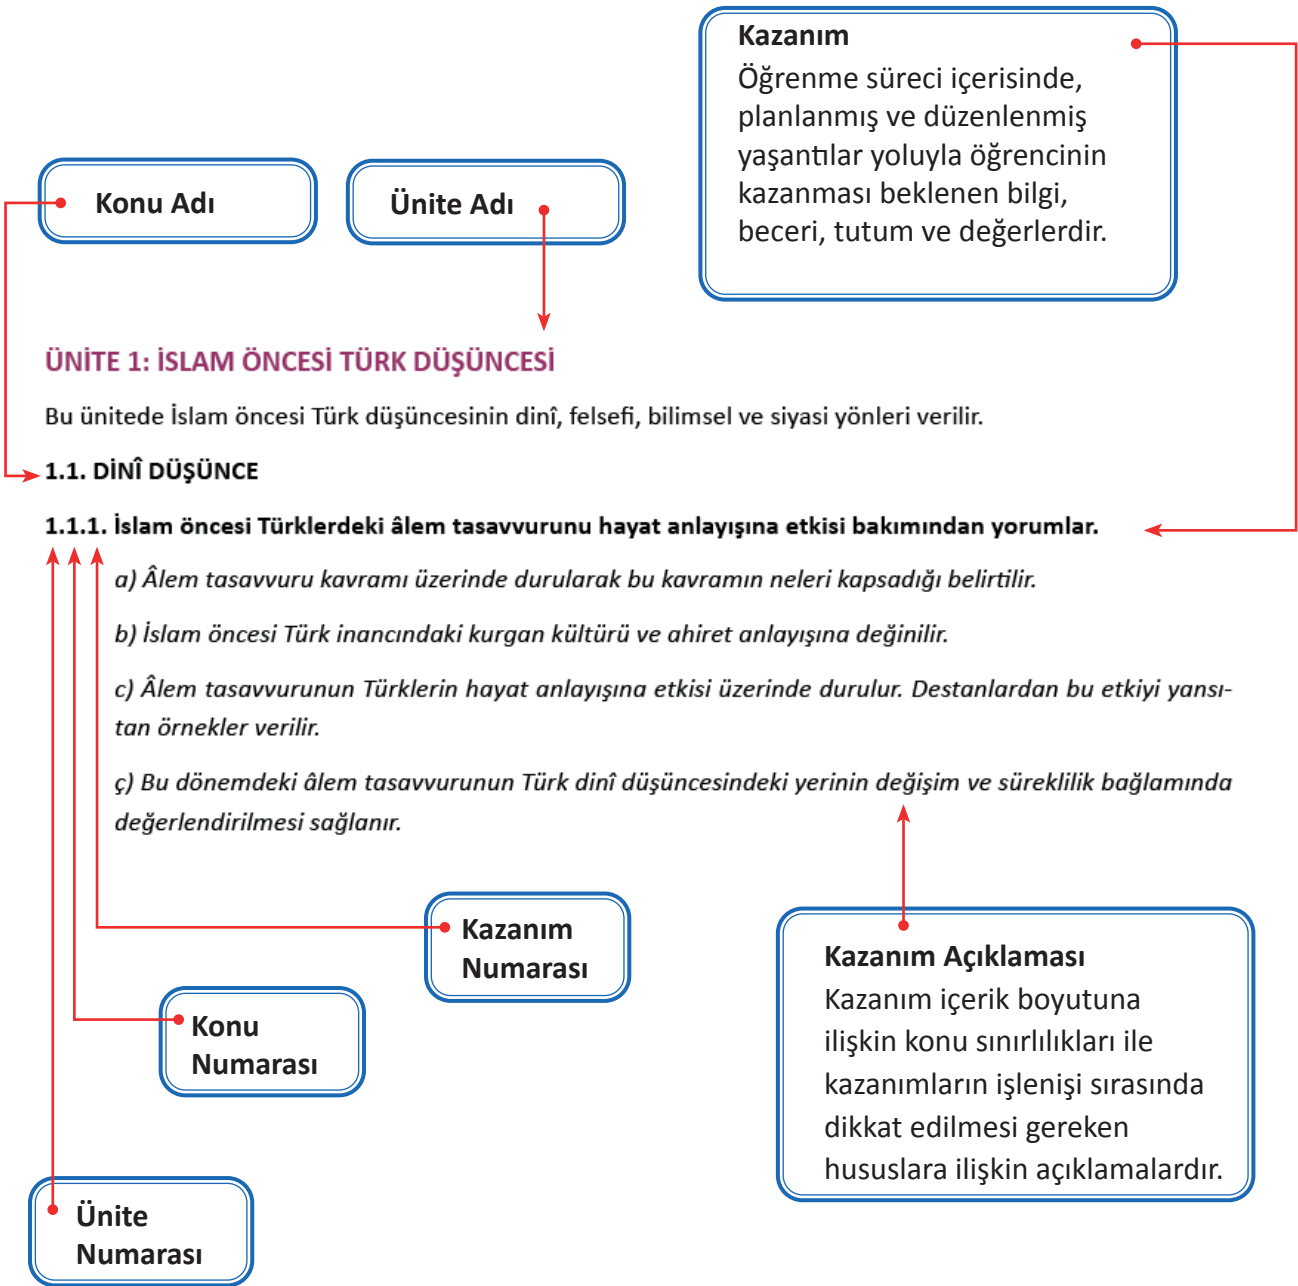 Kazanım
Öğrenme süreci içerisinde,
planlanmış ve düzenlenmiş
yaşantılar yoluyla öğrencinin
kazanması beklenen bilgi,
beceri, tutum ve değerlerdir.
Konu Adı
Ünite Adı
ÜNİTE 1: İSLAM ÖNCESİ TÜRK DÜŞÜNCESİ
Bu ünitede İslam öncesi Türk düşüncesinin dinî, felsefi, bilimsel ve siyasi yönleri verilir.
1.1. DİNÎ DÜŞÜNCE
1.1.1. İslam öncesi Türklerdeki âlem tasavvurunu hayat anlayışına etkisi bakımından yorumlar.
a) Âlem tasavvuru kavramı üzerinde durularak bu kavramın neleri kapsadığı belirtilir.
b) İslam öncesi Türk inancındaki kurgan kültürü ve ahiret anlayışına değinilir.
c) Âlem tasavvurunun Türklerin hayat anlayışına etkisi üzerinde durulur. Destanlardan bu etkiyi yansı-
tan örnekler verilir.
ç) Bu dönemdeki âlem tasavvurunun Türk dinî düşüncesindeki yerinin değişim ve süreklilik bağlamında
değerlendirilmesi sağlanır.
Kazanım
Numarası
Konu
Numarası
Ünite
Numarası
Kazanım Açıklaması
Kazanım içerik boyutuna
ilişkin konu sınırlılıkları ile
kazanımların işlenişi sırasında
dikkat edilmesi gereken
hususlara ilişkin açıklamalardır.